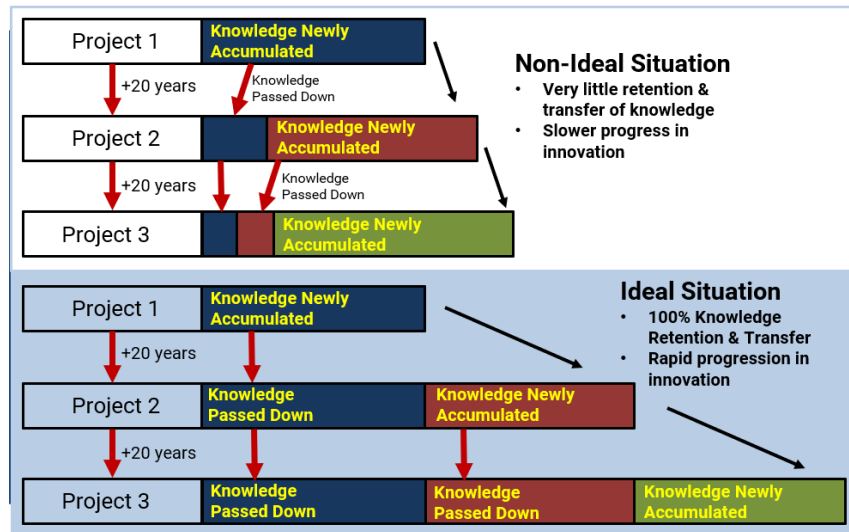 Project 1
Knowledge Newly
Accumulated
+20 years
Knowledge
Passed Down
Project 2
Knowledge Newly
Accumulated
+20 years
Knowledge
Passed Down
Project 3
Knowledge Newly
Accumulated
Non-Ideal Situation
• Very little retention &
transfer of knowledge
• Slower progress in
innovation
Project 1
Knowledge Newly
Accumulated
+20 years
Project 2
Knowledge
Passed Down
Knowledge Newly
Accumulated
+20 years
Project 3
Knowledge
Passed Down
Knowledge
Passed Down
Knowledge Newly
Accumulated
Ideal Situation
• 100% Knowledge
Retention & Transfer
• Rapid progression in
innovation